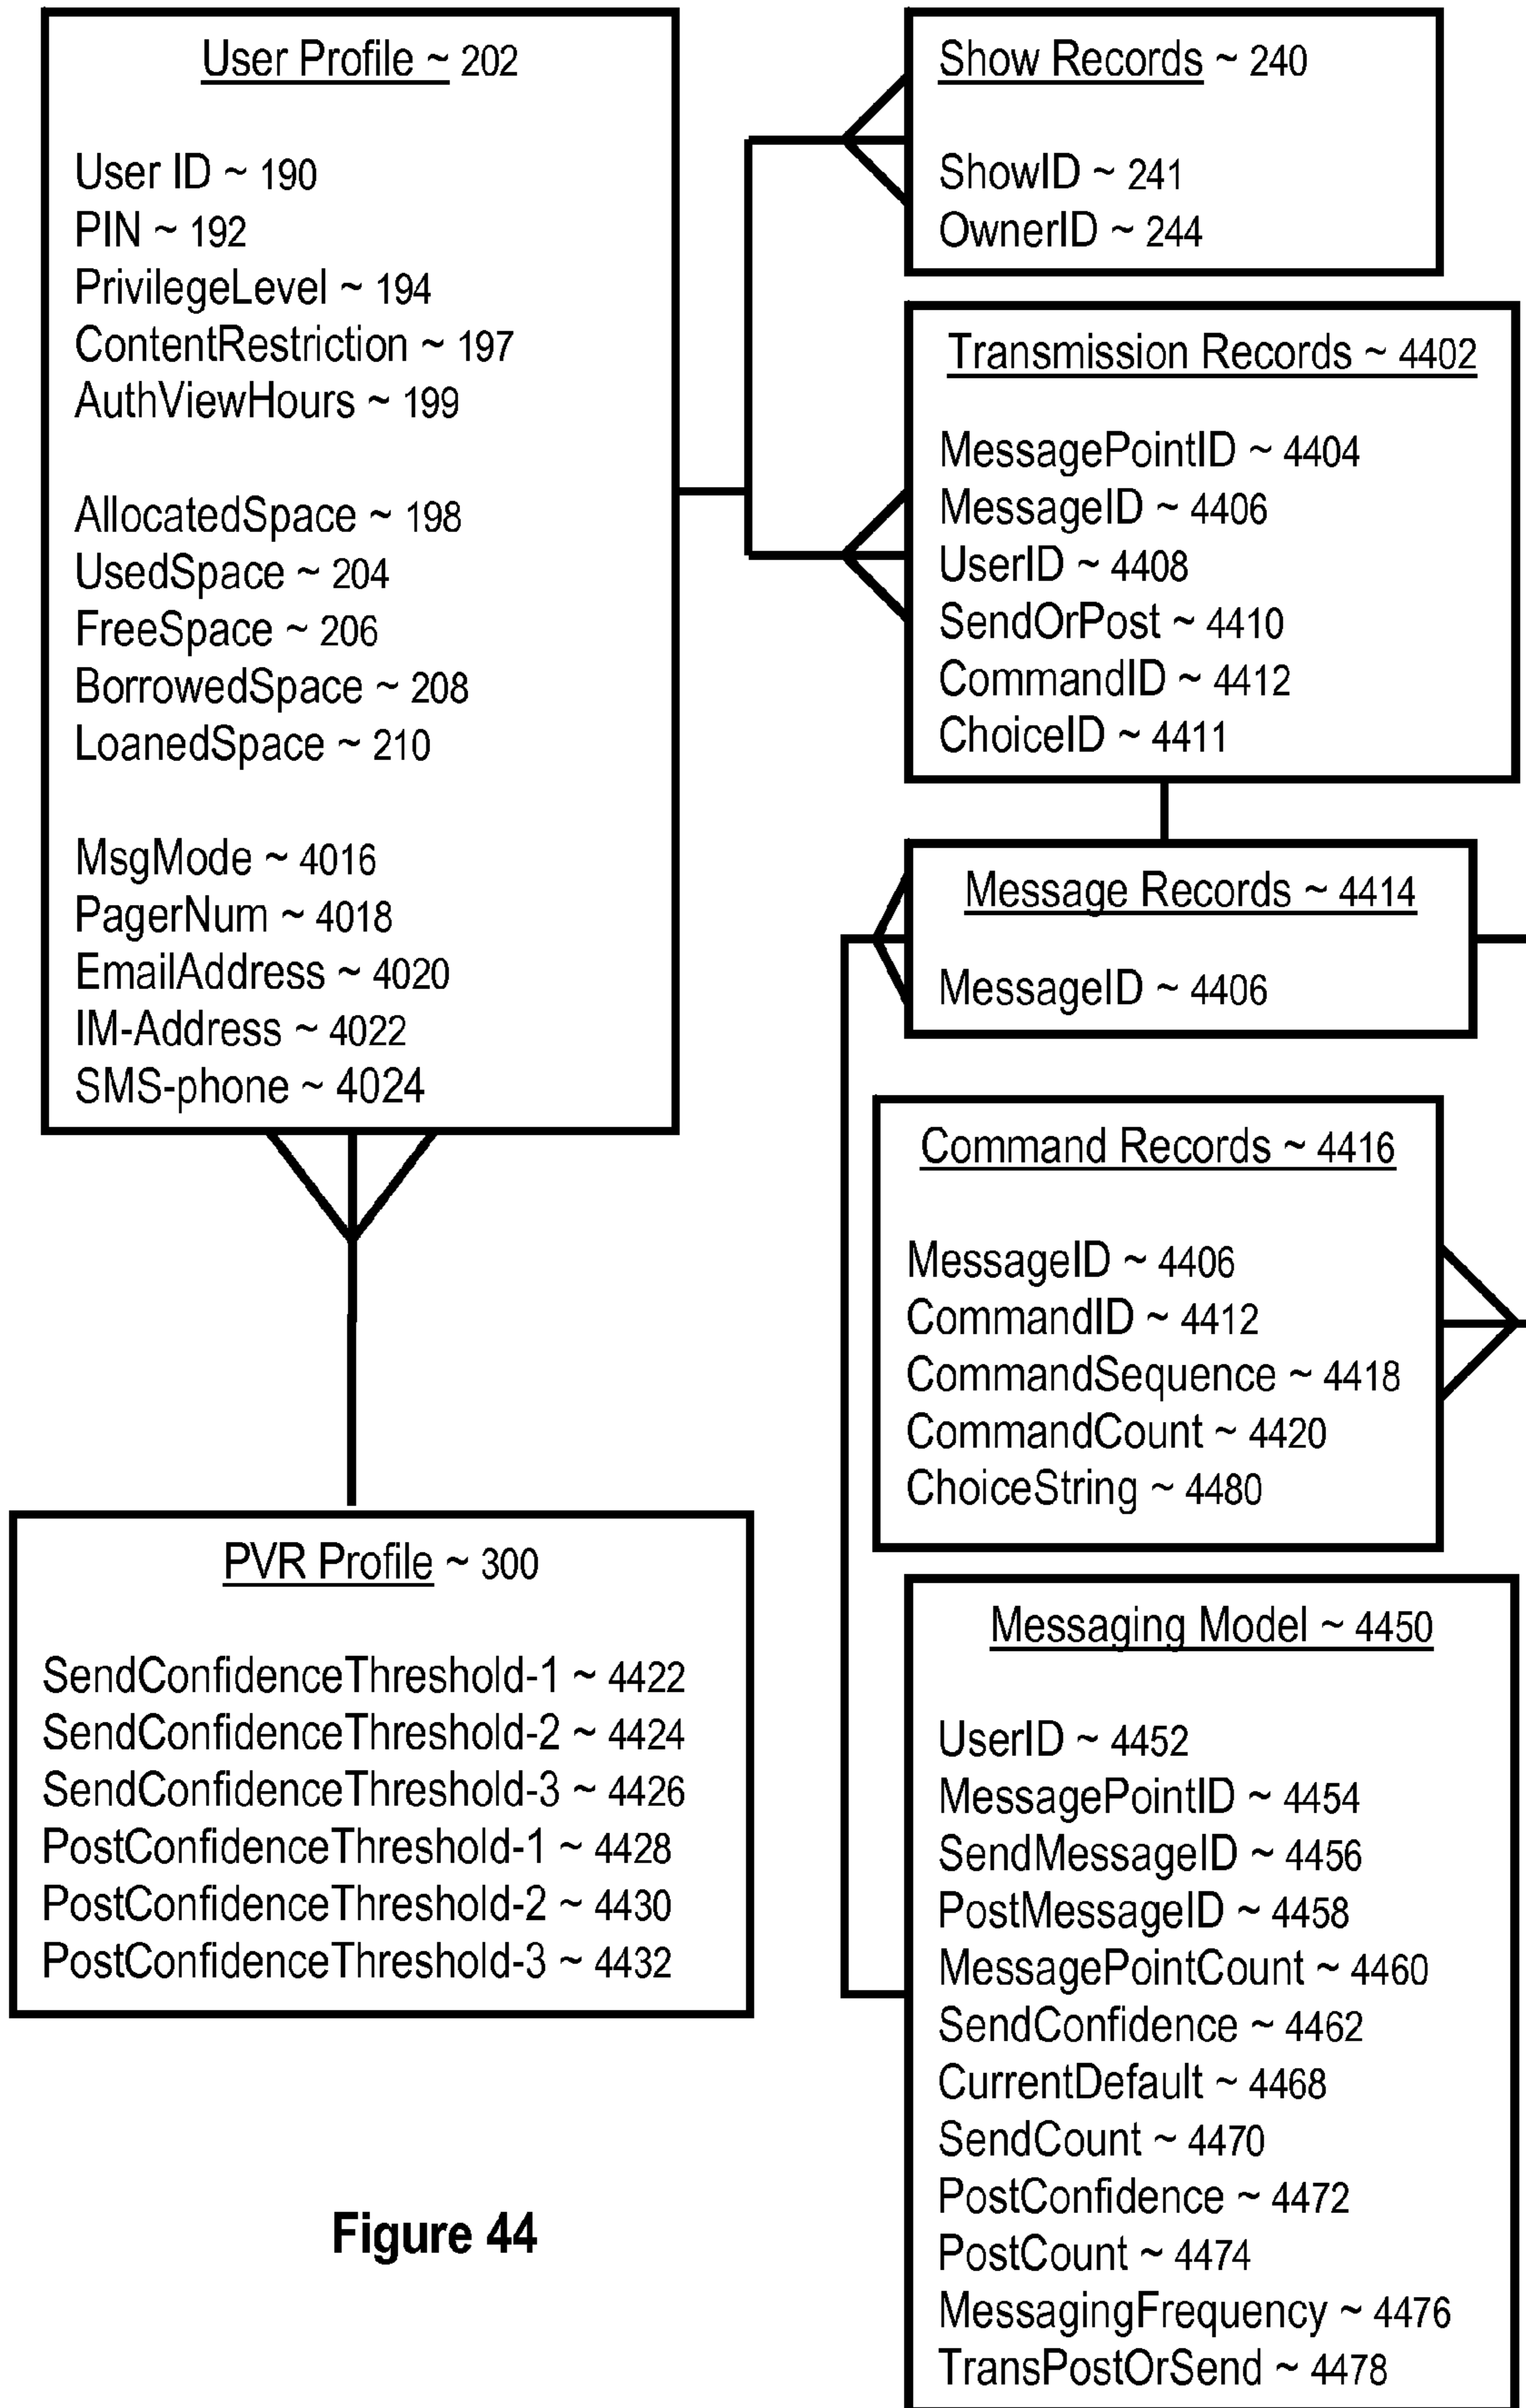 User Profile ~ 202
User ID ~ 190
PIN ~ 192
PrivilegeLevel ~ 194
ContentRestriction ~ 197
AuthViewHours ~ 199
AllocatedSpace ~ 198
UsedSpace ~ 204
FreeSpace ~ 206
BorrowedSpace ~ 208
LoanedSpace ~ 210
MsgMode ~ 4016
PagerNum ~ 4018
EmailAddress ~ 4020
IM-Address ~ 4022
SMS-phone ~ 4024
PVR Profile ~ 300
SendConfidenceThreshold-1 ~ 4422
SendConfidenceThreshold-2 ~ 4424
SendConfidenceThreshold-3 ~ 4426
PostConfidenceThreshold-1 ~ 4428
PostConfidenceThreshold-2 ~ 4430
PostConfidenceThreshold-3 ~ 4432
Show Records ~ 240
ShowID ~ 241
OwnerID ~ 244
Transmission Records ~ 4402
MessagePointID ~ 4404
MessageID ~ 4406
UserID ~ 4408
SendOrPost ~ 4410
CommandID ~ 4412
ChoiceID ~ 4411
Message Records ~ 4414
MessageID ~ 4406
Command Records ~ 4416
MessageID ~ 4406
CommandID ~ 4412
CommandSequence ~ 4418
CommandCount ~ 4420
ChoiceString ~ 4480
Messaging Model ~ 4450
UserID ~ 4452
MessagePointID ~ 4454
SendMessageID ~ 4456
PostMessageID ~ 4458
MessagePointCount ~ 4460
SendConfidence ~ 4462
CurrentDefault ~ 4468
SendCount ~ 4470
PostConfidence ~ 4472
PostCount ~ 4474
MessagingFrequency ~ 4476
TransPostOrSend ~ 4478
Figure 44